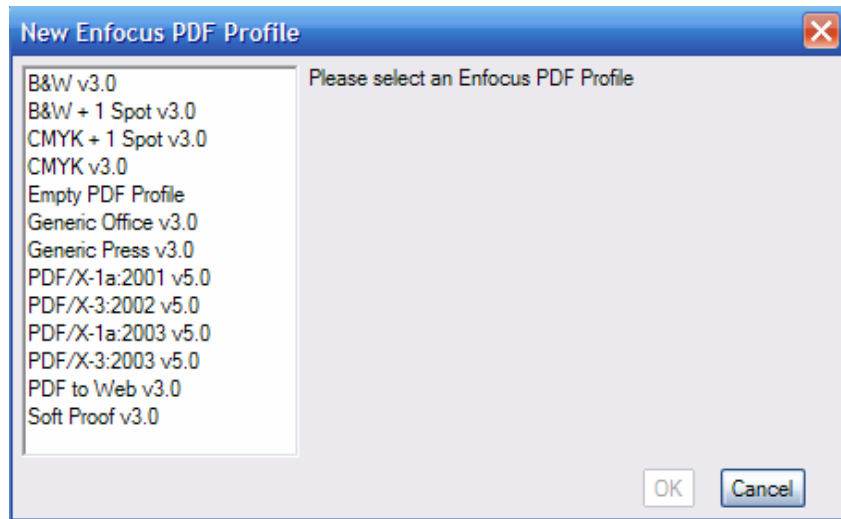 New Enfocus PDF Profile
B&W v3.0
B&W + 1 Spot v3.0
CMYK + 1 Spot v3.0
CMYK v3.0
Empty PDF Profile
Generic Office v3.0
Generic Press v3.0
PDF/X-1a:2001 v5.0
PDF/X-3:2002 v5.0
PDF/X-1a:2003 v5.0
PDF/X-3:2003 v5.0
PDF to Web v3.0
Soft Proof v3.0
Please select an Enfocus PDF Profile
OK
Cancel